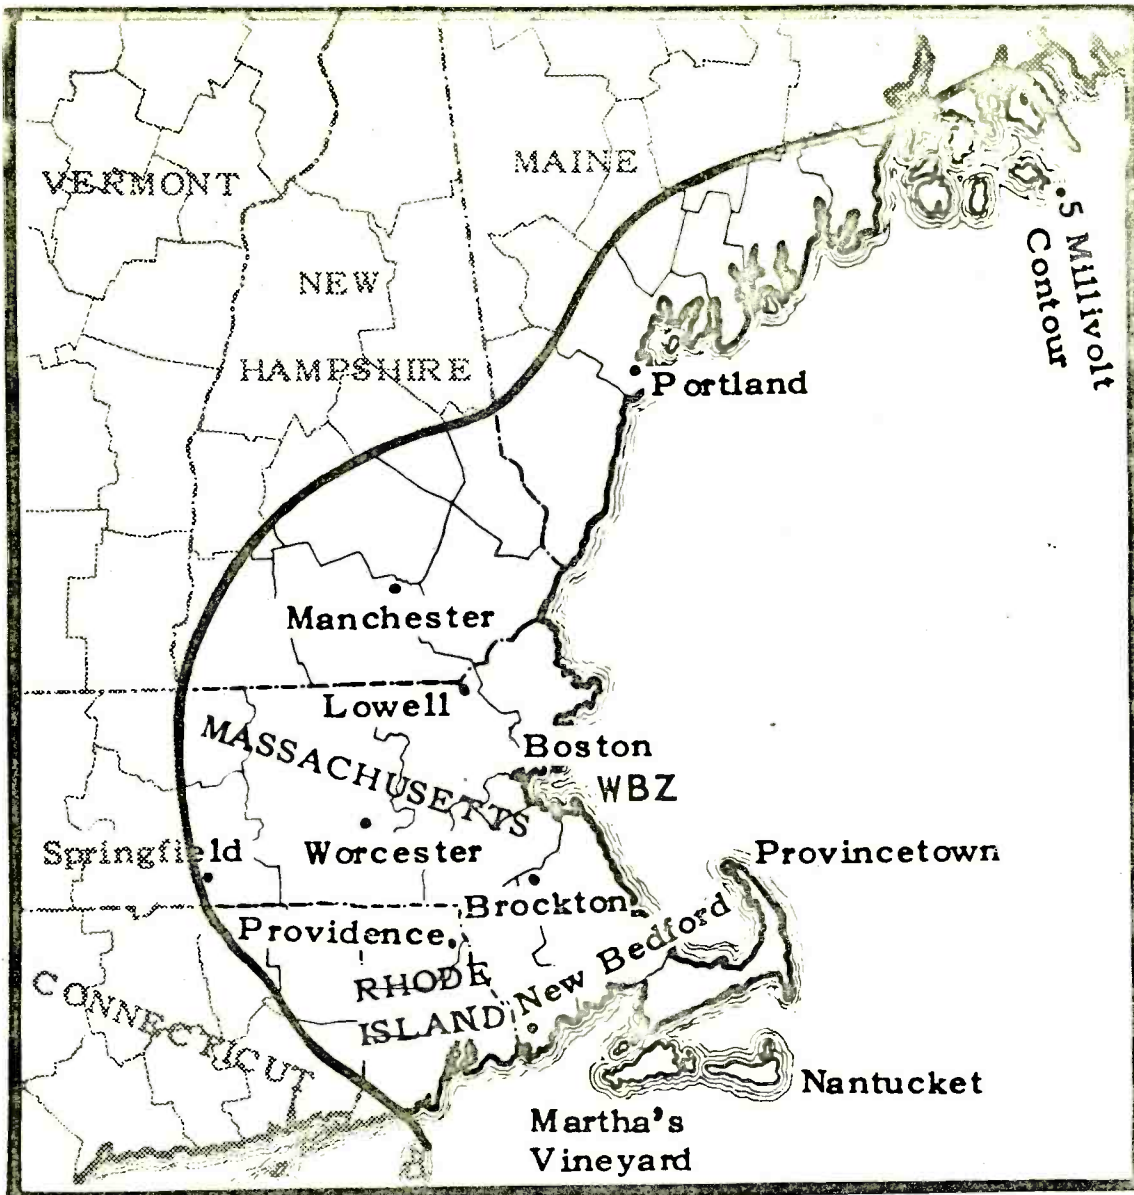 VERMONT
MAINE
NEW
HAMPSHIRE
.5 Millivolt
Contour
Portland
Manchester
Lowell
MASSACHUSETTS
Boston
WBZ
Springfield
Worcester
Provincetown
Brockton
Providence
New Bedford
RHODE
ISLAND
CONNECTICUT
Nantucket
Martha's
Vineyard